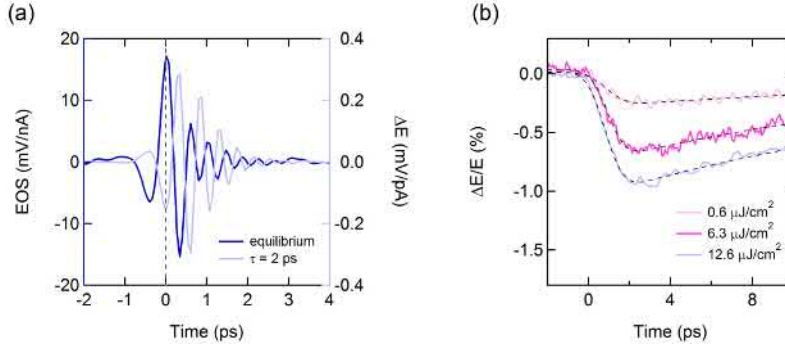 (a)
20
10
0
-10
-20
EOS (mV/nA)
0.4
0.2
0.0
-0.2
-0.4
ΔE (mV/pA)
equilibrium
τ = 2 ps
-2 -1 0 1 2 3 4
Time (ps)
(b)
0.0
-0.5
-1.0
-1.5
ΔE/E (%)
0.6 μJ/cm²
6.3 μJ/cm²
12.6 μJ/cm²
0 4 8
Time (ps)